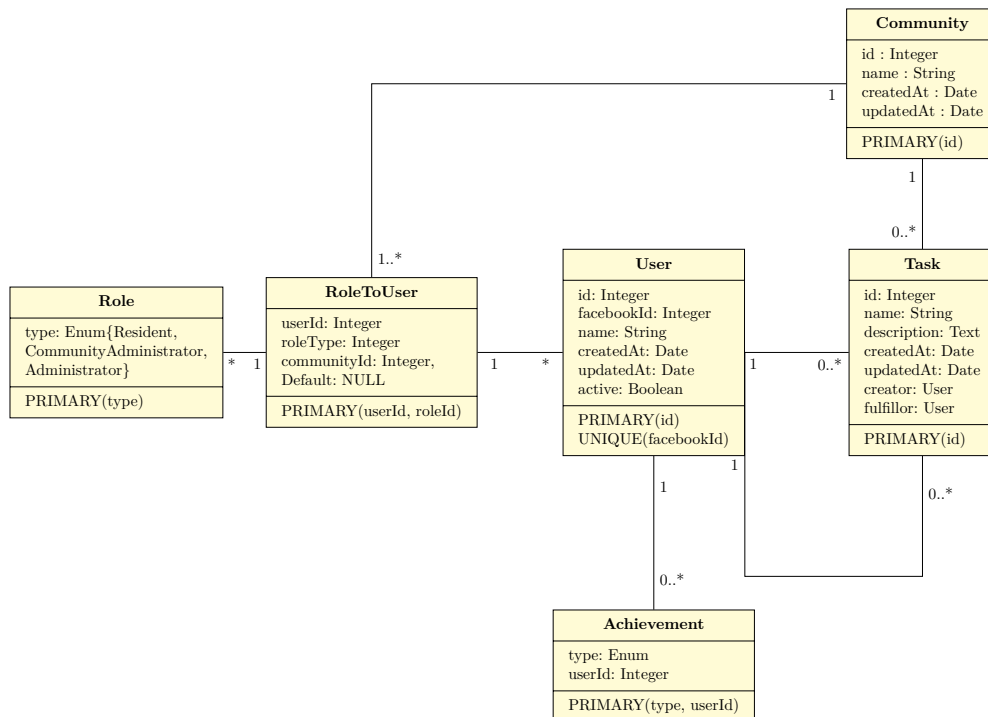 Community
id : Integer
name : String
createdAt : Date
updatedAt : Date
PRIMARY(id)
1
1
0..*
1..*
Role
type: Enum{Resident,
CommunityAdministrator,
Administrator}
PRIMARY(type)
*
1
RoleToUser
userId: Integer
roleType: Integer
communityId: Integer,
Default: NULL
PRIMARY(userId, roleId)
1
*
User
id: Integer
facebookId: Integer
name: String
createdAt: Date
updatedAt: Date
active: Boolean
PRIMARY(id)
UNIQUE(facebookId)
1
0..*
Task
id: Integer
name: String
description: Text
createdAt: Date
updatedAt: Date
creator: User
fulfillor: User
PRIMARY(id)
1
0..*
1
0..*
Achievement
type: Enum
userId: Integer
PRIMARY(type, userId)